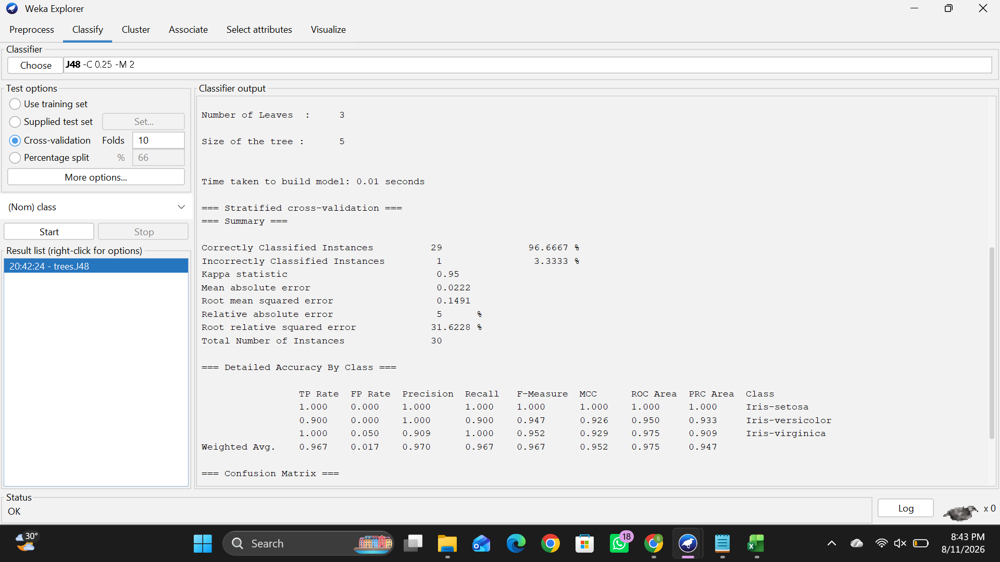 Weka Explorer
Preprocess Classify Cluster Associate Select attributes Visualize
Classifier
Choose J48 -C 0.25 -M 2
Test options
Use training set
Supplied test set Set...
Cross-validation Folds 10
Percentage split % 66
More options...
(Nom) class
Start Stop
Result list (right-click for options)
20:42:24 - trees.J48
Classifier output
Number of Leaves : 3
Size of the tree : 5
Time taken to build model: 0.01 seconds
=== Stratified cross-validation ===
=== Summary ===
Correctly Classified Instances 29 96.6667 %
Incorrectly Classified Instances 1 3.3333 %
Kappa statistic 0.95
Mean absolute error 0.0222
Root mean squared error 0.1491
Relative absolute error 5 %
Root relative squared error 31.6228 %
Total Number of Instances 30
=== Detailed Accuracy By Class ===
TP Rate FP Rate Precision Recall F-Measure MCC ROC Area PRC Area Class
1.000 0.000 1.000 1.000 1.000 1.000 1.000 1.000 Iris-setosa
0.900 0.000 1.000 0.900 0.947 0.926 0.950 0.933 Iris-versicolor
1.000 0.050 0.909 1.000 0.952 0.929 0.975 0.909 Iris-virginica
Weighted Avg. 0.967 0.017 0.970 0.967 0.967 0.952 0.975 0.947
=== Confusion Matrix ===
Status
OK
Log x 0
30°
Search
18
S
8:43 PM
8/11/2026